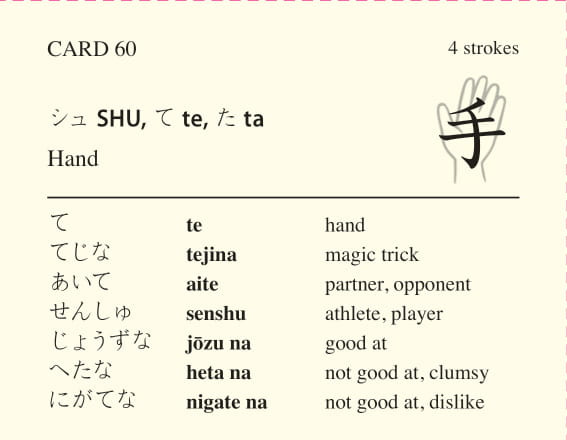 CARD 60 4 strokes
シュ SHU, て te, た ta
Hand
手
て te hand
てじな tejina magic trick
あいて aite partner, opponent
せんしゅ senshu athlete, player
じょうずな jōzu na good at
へたな heta na not good at, clumsy
にがてな nigate na not good at, dislike